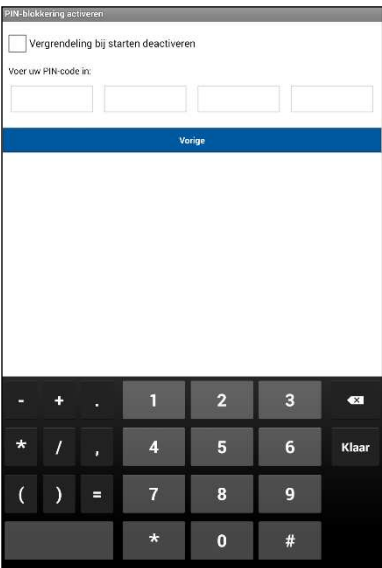 PIN-blokkering activeren
Vergrendeling bij starten deactiveren
Voer uw PIN-code in:
Vorige
- + . 1 2 3
* / , 4 5 6 Klaar
( ) = 7 8 9
* 0 #